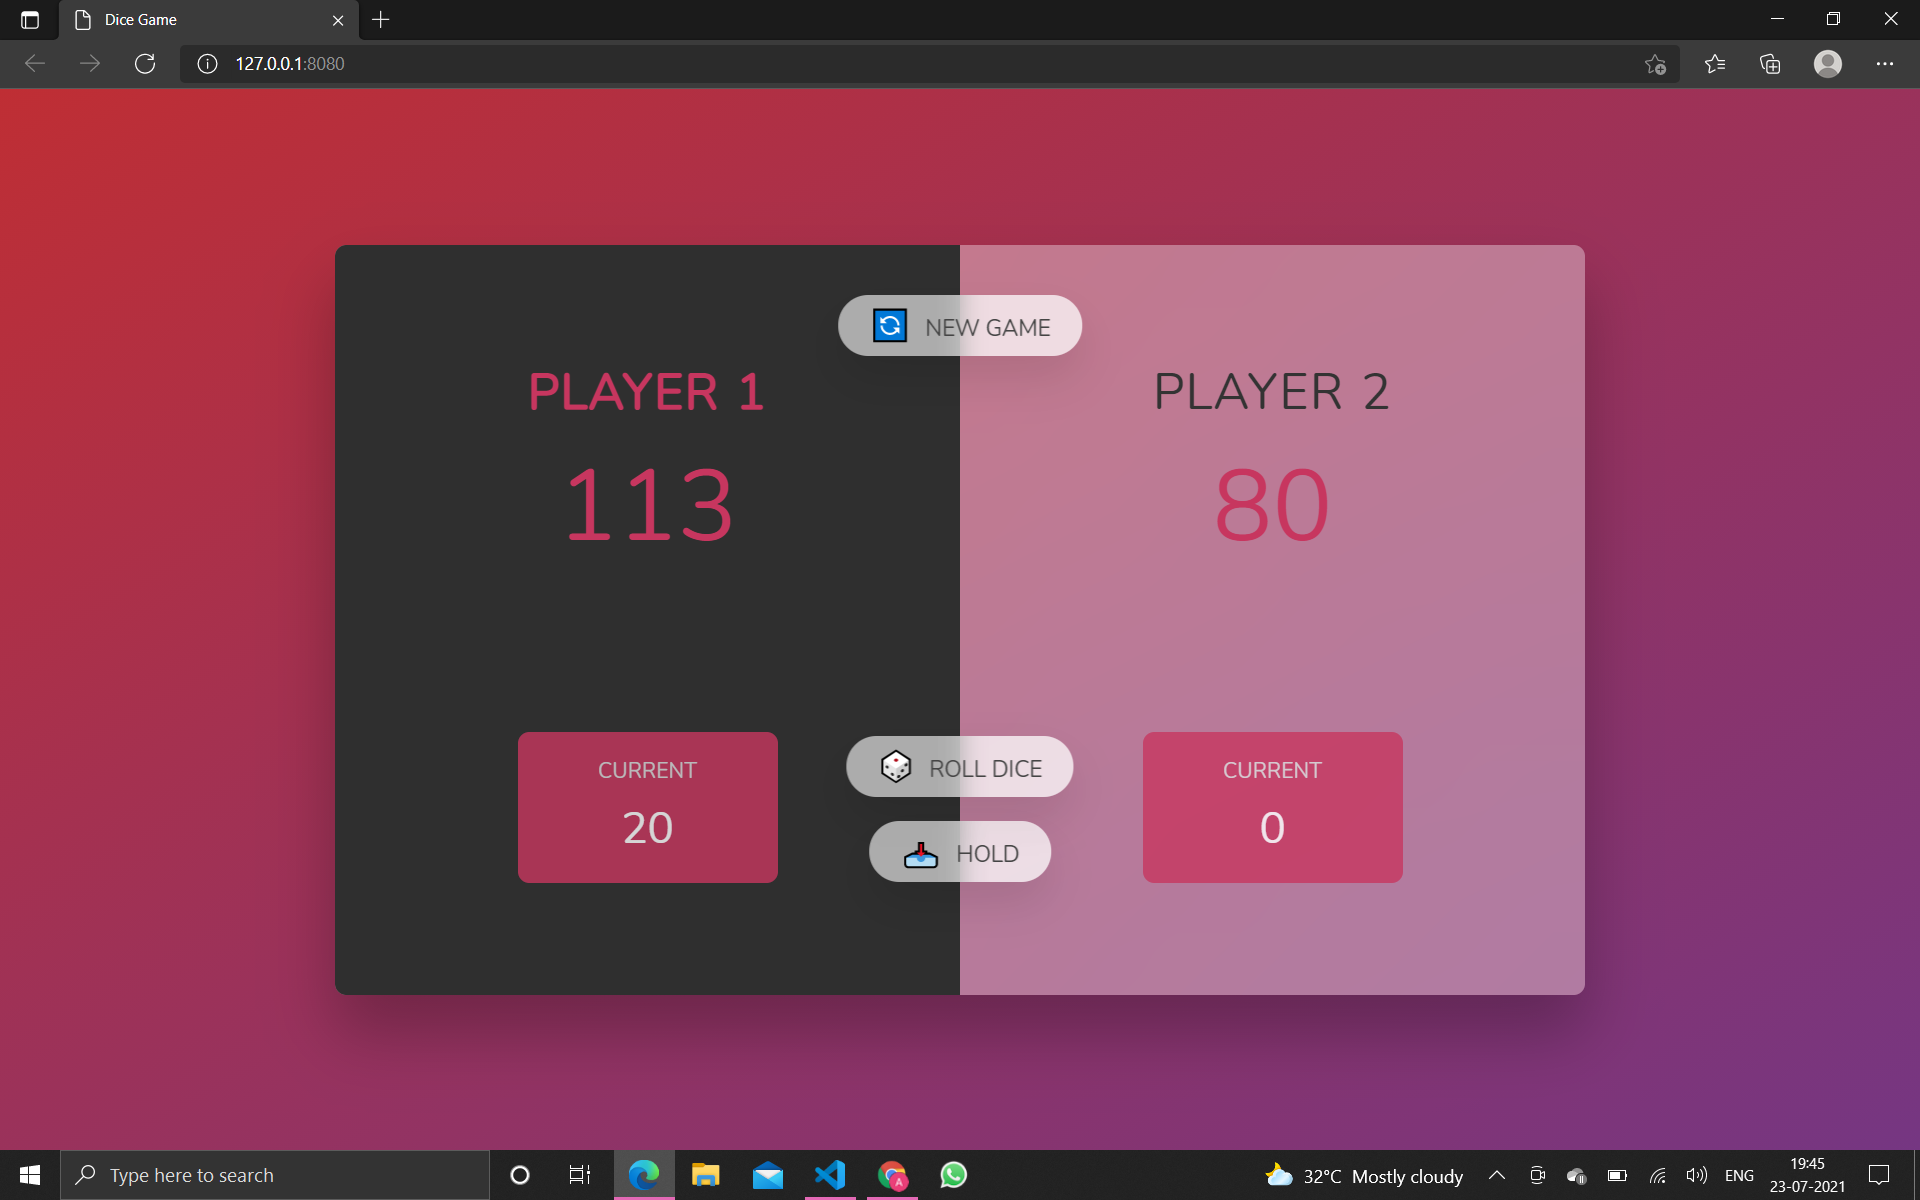 Dice Game
127.0.0.1:8080
NEW GAME
PLAYER 1
113
CURRENT
20
PLAYER 2
80
CURRENT
0
ROLL DICE
HOLD
Type here to search
A
32°C Mostly cloudy
ENG
19:45
23-07-2021